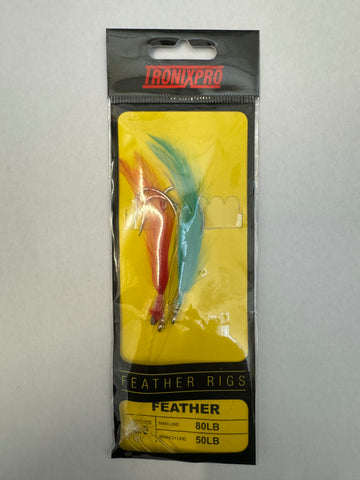 TRONIXPRO
FEATHER RIGS
FEATHER
MAIN LINE: 80LB
BRANCH LINE: 50LB